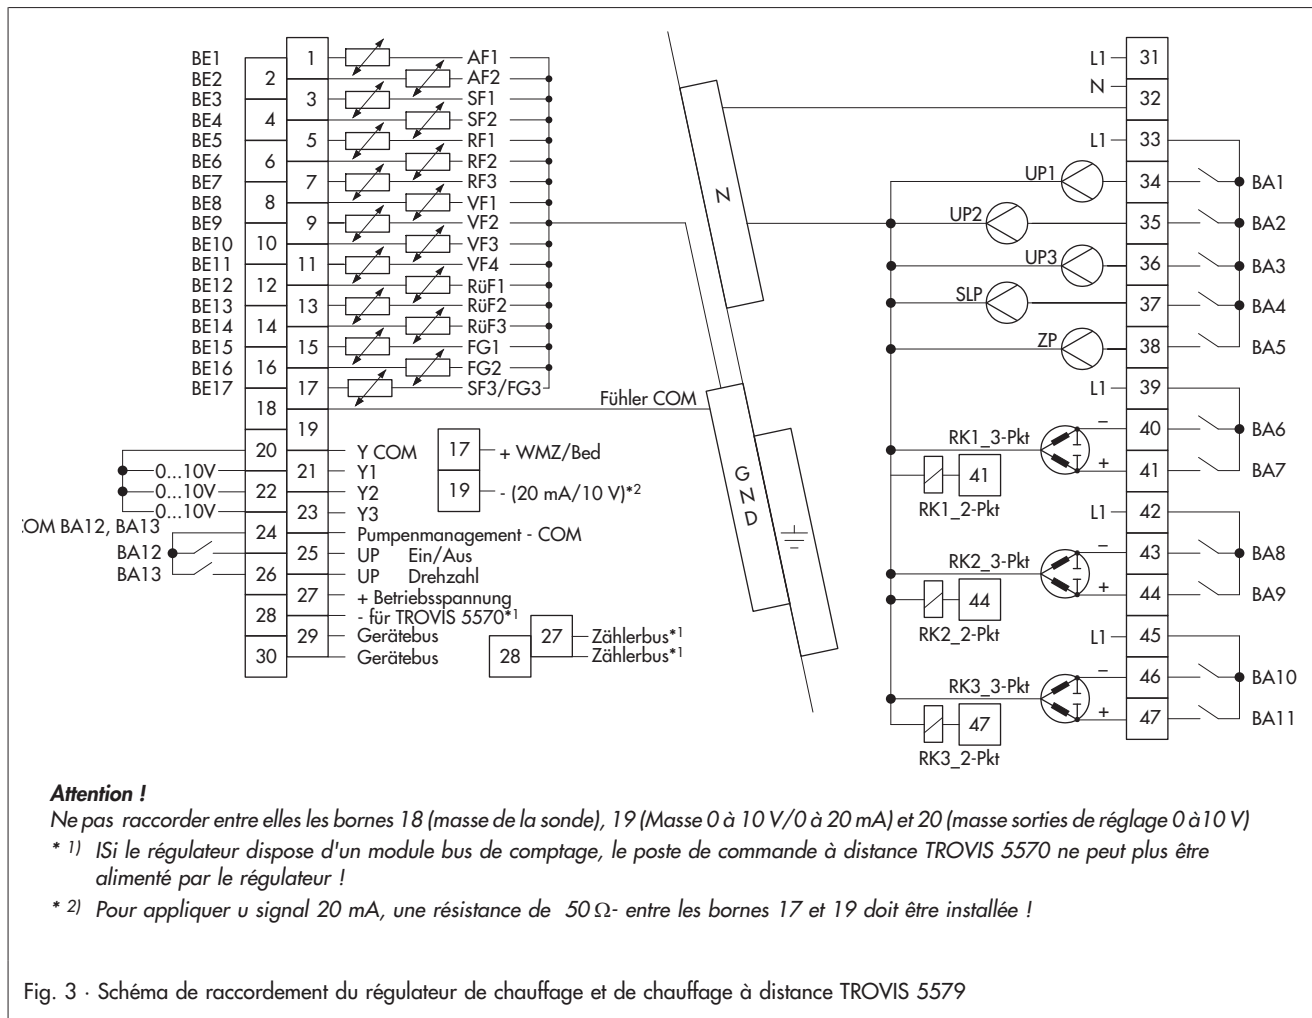 BE1 1 AF1
BE2 2 AF2
BE3 3 SF1
BE4 4 SF2
BE5 5 RF1
BE6 6 RF2
BE7 7 RF3
BE8 8 VF1
BE9 9 VF2
BE10 10 VF3
BE11 11 VF4
BE12 12 RüF1
BE13 13 RüF2
BE14 14 RüF3
BE15 15 FG1
BE16 16 FG2
BE17 17 SF3/FG3
18 Fühler COM
19
20 Y COM
0...10V 21 Y1
0...10V 22 Y2
0...10V 23 Y3
:OM BA12, BA13
24 Pumpenmanagement - COM
BA12 25 UP Ein/Aus
BA13 26 UP Drehzahl
27 + Betriebsspannung
28 - für TROVIS 5570*1
29 Gerätebus
30 Gerätebus
17 + WMZ/Bed
19 - (20 mA/10 V)*2
27 Zählerbus*1
28 Zählerbus*1
N
GND
L1 31
N 32
L1 33
UP1 34 BA1
UP2 35 BA2
UP3 36 BA3
SLP 37 BA4
ZP 38 BA5
L1 39
RK1_3-Pkt − 40 BA6
41 + 41 BA7
RK1_2-Pkt
L1 42
RK2_3-Pkt − 43 BA8
44 + 44 BA9
RK2_2-Pkt
L1 45
RK3_3-Pkt − 46 BA10
47 + 47 BA11
RK3_2-Pkt
Attention !
Ne pas raccorder entre elles les bornes 18 (masse de la sonde), 19 (Masse 0 à 10 V/0 à 20 mA) et 20 (masse sorties de réglage 0 à10 V)
* 1) ISi le régulateur dispose d'un module bus de comptage, le poste de commande à distance TROVIS 5570 ne peut plus être
alimenté par le régulateur !
* 2) Pour appliquer u signal 20 mA, une résistance de 50 Ω- entre les bornes 17 et 19 doit être installée !
Fig. 3 · Schéma de raccordement du régulateur de chauffage et de chauffage à distance TROVIS 5579